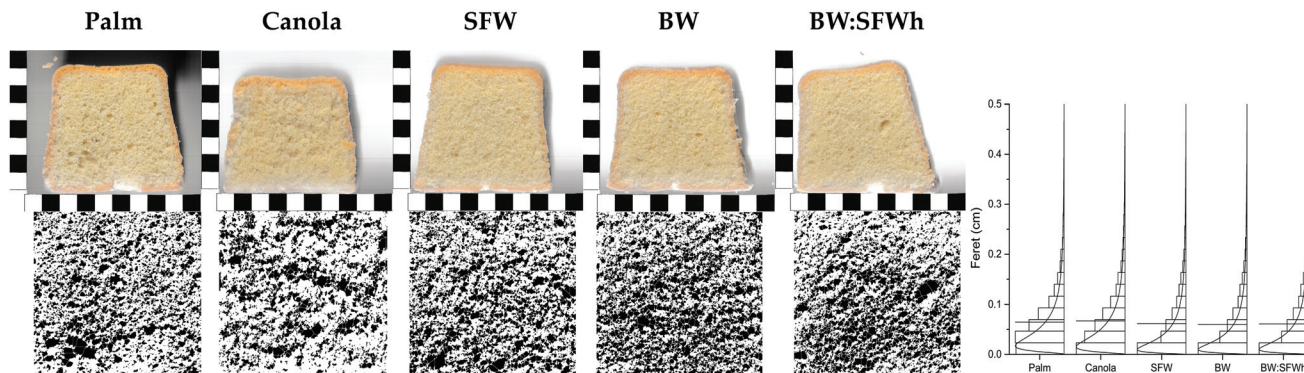 Palm
Canola
SFW
BW
BW:SFWh
0.5
0.4
0.3
0.2
0.1
0.0
Feret (cm)
Palm
Canola
SFW
BW
BW:SFWh